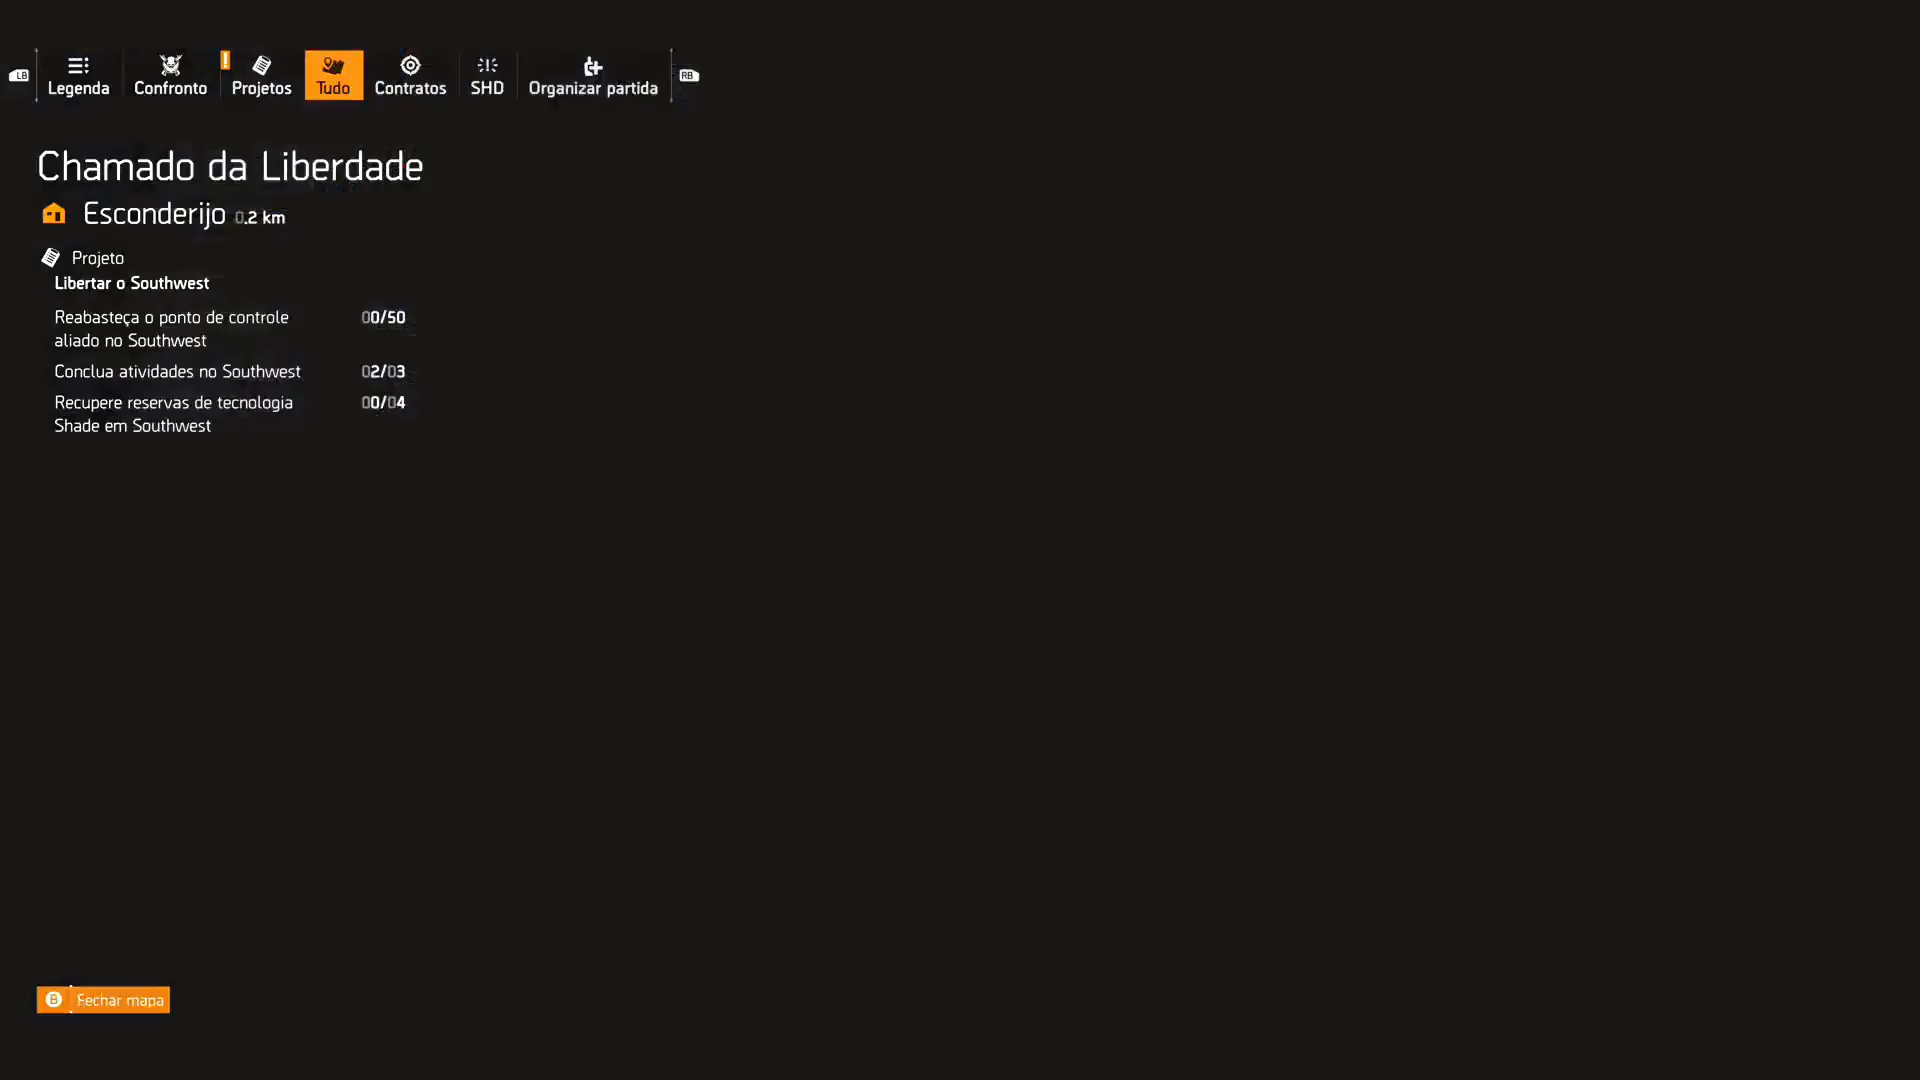 LB
Legenda
Confronto
!
Projetos
Tudo
Contratos
SHD
Organizar partida
RB
Chamado da Liberdade
Esconderijo 0.2 km
Projeto
Libertar o Southwest
Reabasteça o ponto de controle 00/50
aliado no Southwest
Conclua atividades no Southwest 02/03
Recupere reservas de tecnologia 00/04
Shade em Southwest
B Fechar mapa